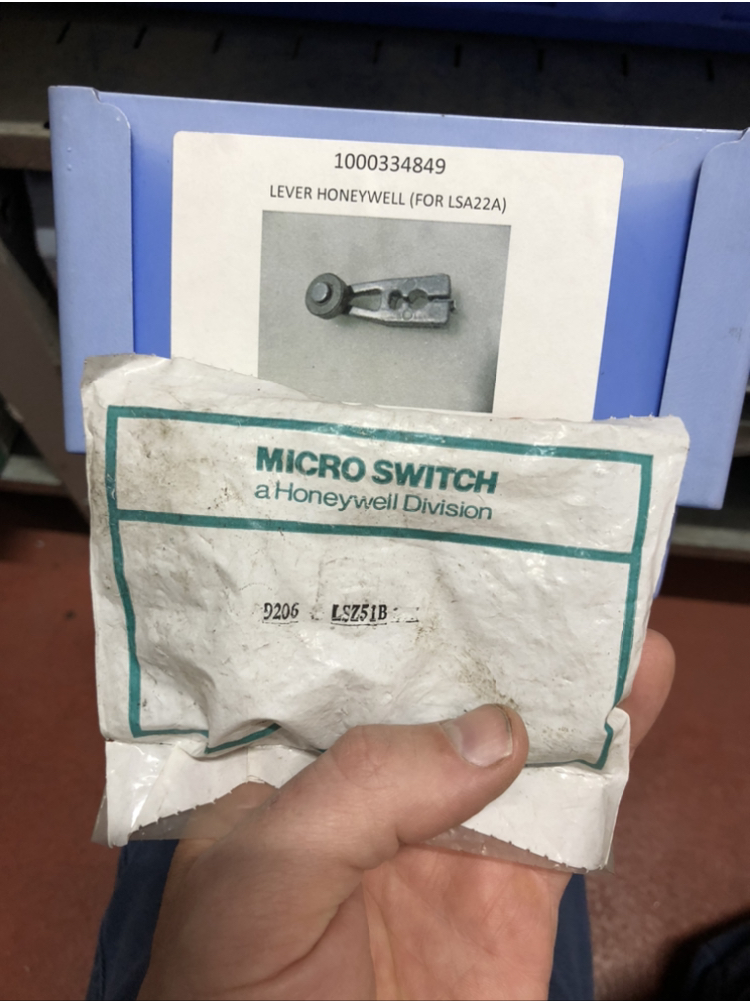 1000334849
LEVER HONEYWELL (FOR LSA22A)
MICRO SWITCH
a Honeywell Division
9206 LSZ51B